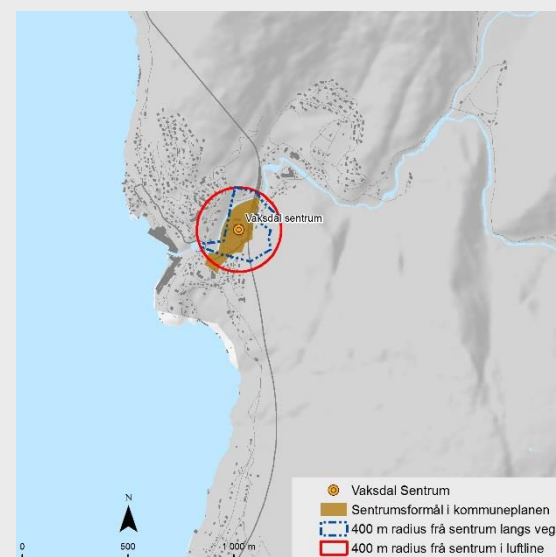 Vaksdal sentrum
N
0 500 1 000 m
Vaksdal Sentrum
Sentrumsformål i kommuneplanen
400 m radius frå sentrum langs veg
400 m radius frå sentrum i luftline